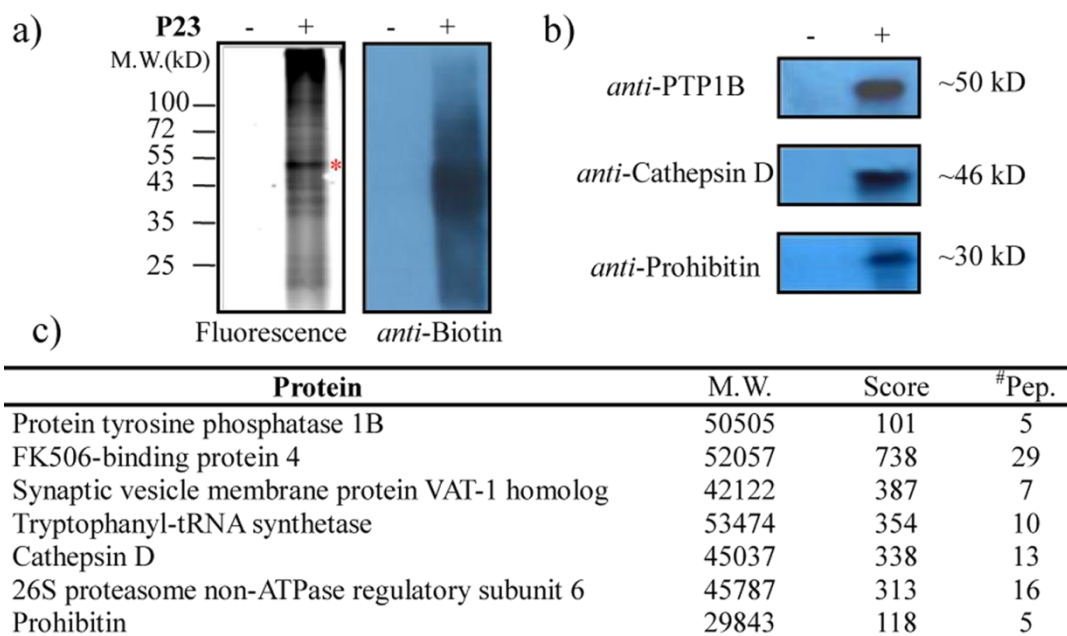 a)
P23 - + - +
M.W.(kD)
100
72
55
43
35
25
*
Fluorescence anti-Biotin
b)
- +
anti-PTP1B ~50 kD
anti-Cathepsin D ~46 kD
anti-Prohibitin ~30 kD
c)
Protein M.W. Score #Pep.
Protein tyrosine phosphatase 1B 50505 101 5
FK506-binding protein 4 52057 738 29
Synaptic vesicle membrane protein VAT-1 homolog 42122 387 7
Tryptophanyl-tRNA synthetase 53474 354 10
Cathepsin D 45037 338 13
26S proteasome non-ATPase regulatory subunit 6 45787 313 16
Prohibitin 29843 118 5